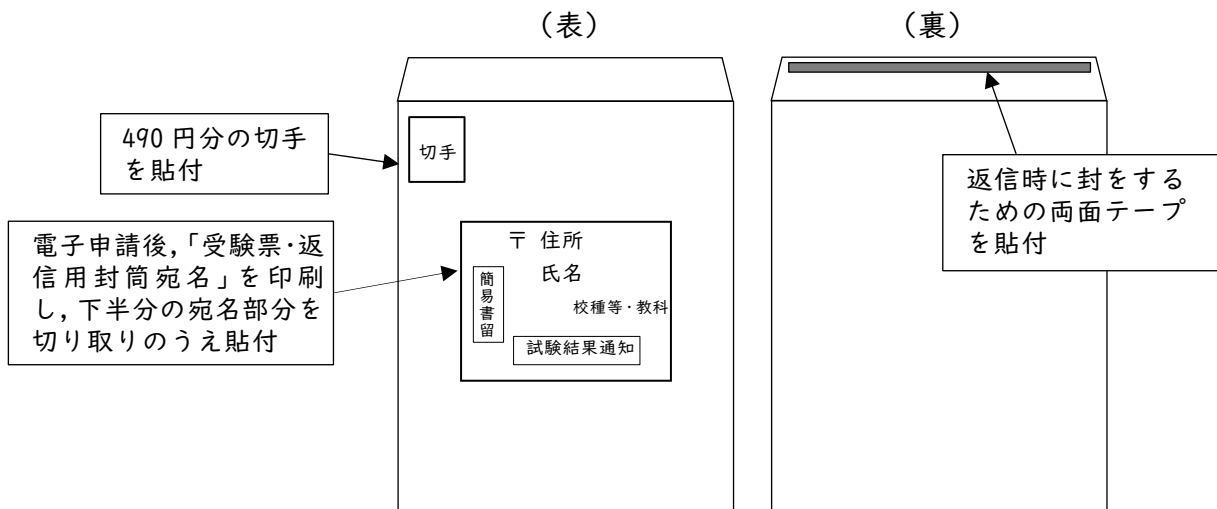 (表)
(裏)
490円分の切手
を貼付
切手
返信時に封をする
ための両面テープ
を貼付
電子申請後,「受験票・返
信用封筒宛名」を印刷
し,下半分の宛名部分を
切り取りのうえ貼付
〒 住所
氏名
簡易書留
校種等・教科
試験結果通知